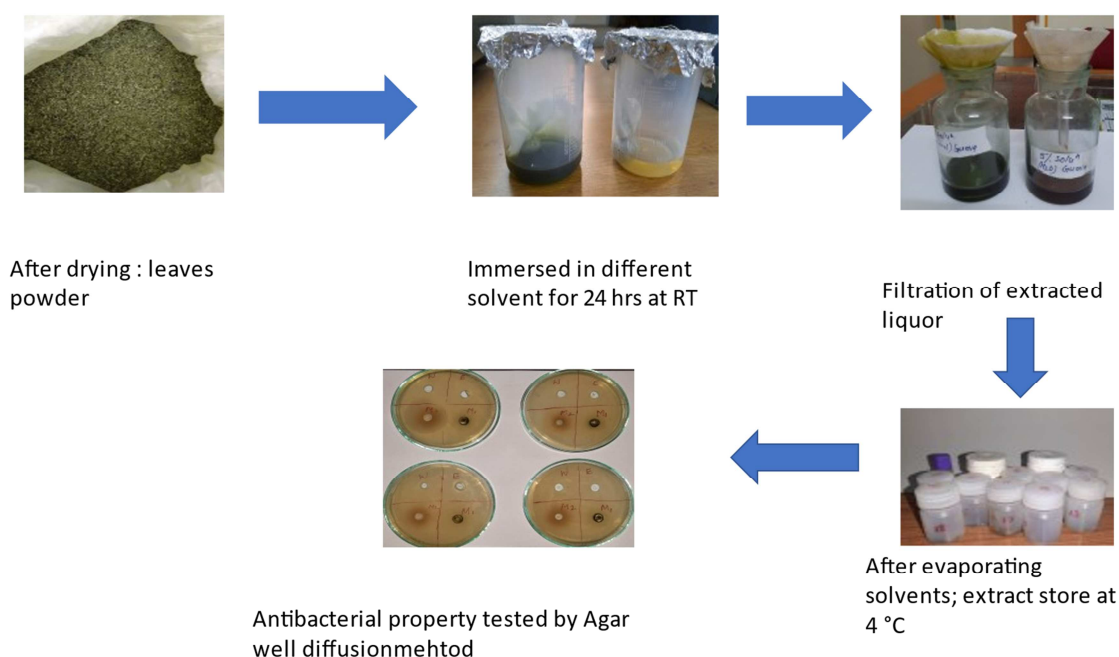 After drying : leaves
powder
Immersed in different
solvent for 24 hrs at RT
Filtration of extracted
liquor
After evaporating
solvents; extract store at
4 °C
Antibacterial property tested by Agar
well diffusionmehtod